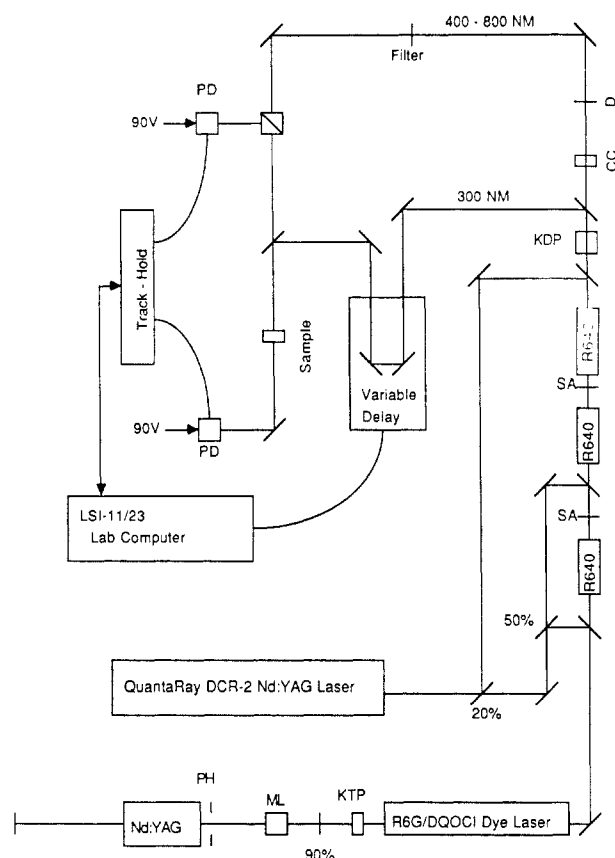 400 - 800 NM
Filter
PD
90V
D
CC
300 NM
KDP
Track - Hold
Sample
R640
SA
Variable
Delay
90V
PD
R640
LSI-11/23
Lab Computer
SA
R640
50%
QuantaRay DCR-2 Nd:YAG Laser
20%
PH
ML
KTP
Nd:YAG
R6G/DQOCI Dye Laser
90%